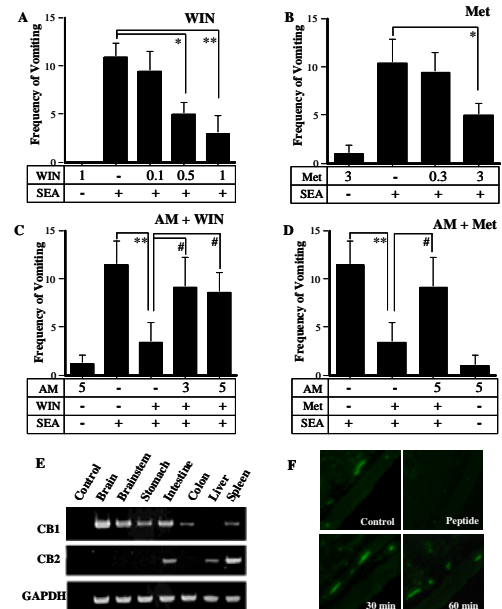 A
WIN
Frequency of Vomiting
15
10
5
0
*
**
WIN 1 - 0.1 0.5 1
SEA - + + + +
B
Met
Frequency of Vomiting
15
10
5
0
*
Met 3 - 0.3 3
SEA - + + +
C
AM + WIN
Frequency of Vomiting
15
10
5
0
**
#
#
AM 5 - - 3 5
WIN - - + + +
SEA - + + + +
D
AM + Met
Frequency of Vomiting
15
10
5
0
**
#
AM - - 5 5
Met - + + -
SEA + + + -
E
Control
Brain
Brainstem
Stomach
Intestine
Colon
Liver
Spleen
CB1
CB2
GAPDH
F
Control
Peptide
30 min
60 min